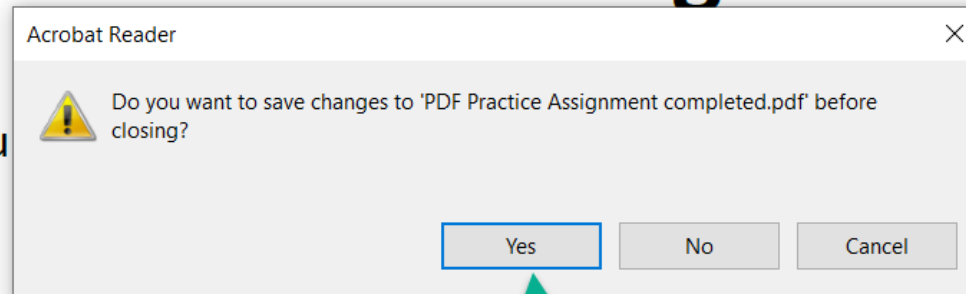 Acrobat Reader
Do you want to save changes to 'PDF Practice Assignment completed.pdf' before
closing?
Yes No Cancel